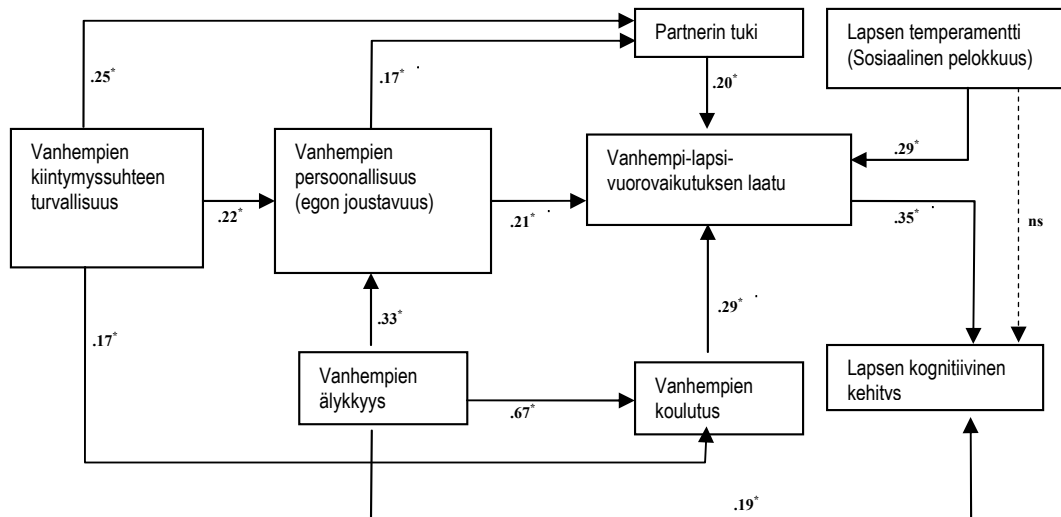 Partnerin tuki
Lapsen temperamentti
(Sosiaalinen pelokkuus)
.25*
.17*
.20*
Vanhempien
kiintymyssuhteen
turvallisuus
Vanhempien
persoonallisuus
(egon joustavuus)
Vanhempi-lapsi-
vuorovaikutuksen laatu
.29*
.22*
.21*
.35*
ns
.17*
.33*
.29*
Vanhempien
älykkyys
.67*
Vanhempien
koulutus
Lapsen kognitiivinen
kehitvs
.19*